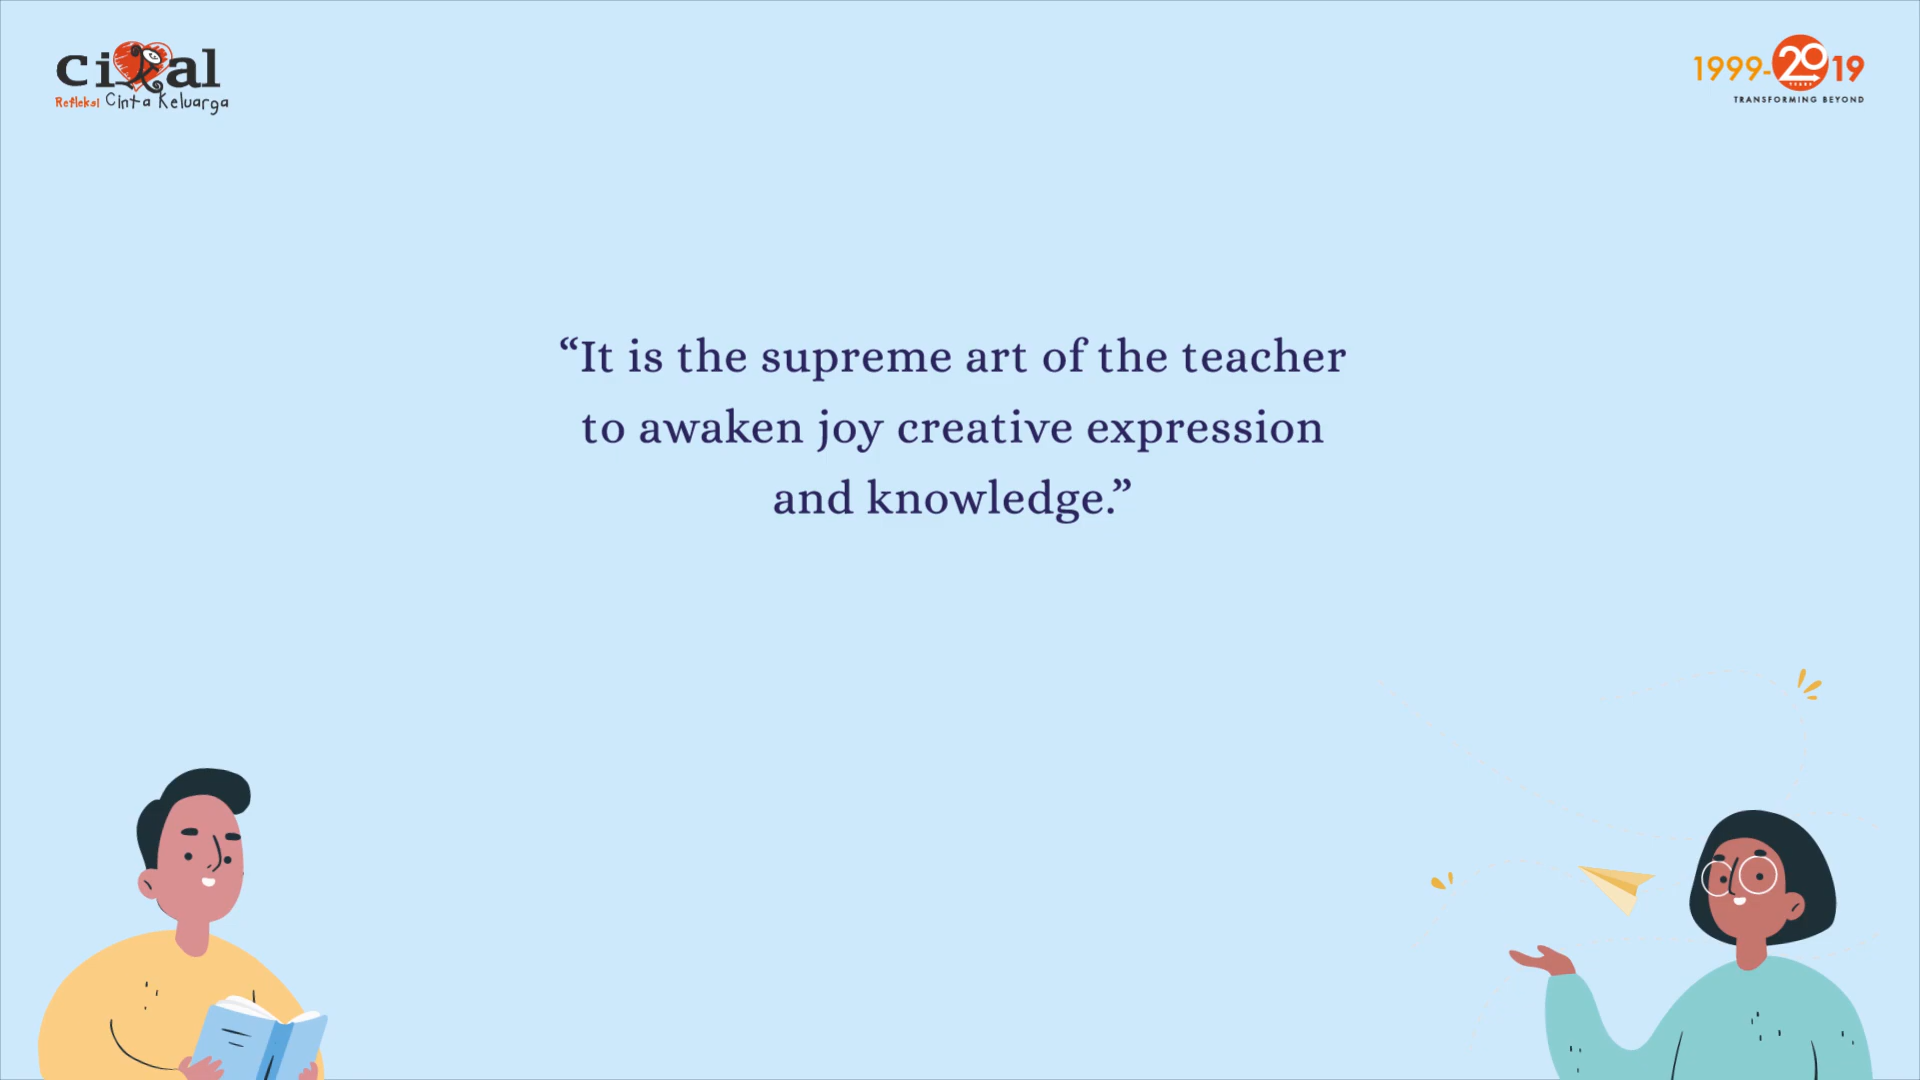 Cikal
Refleksi Cinta Keluarga
1999-2019
YEARS
TRANSFORMING BEYOND
“It is the supreme art of the teacher
to awaken joy creative expression
and knowledge.”